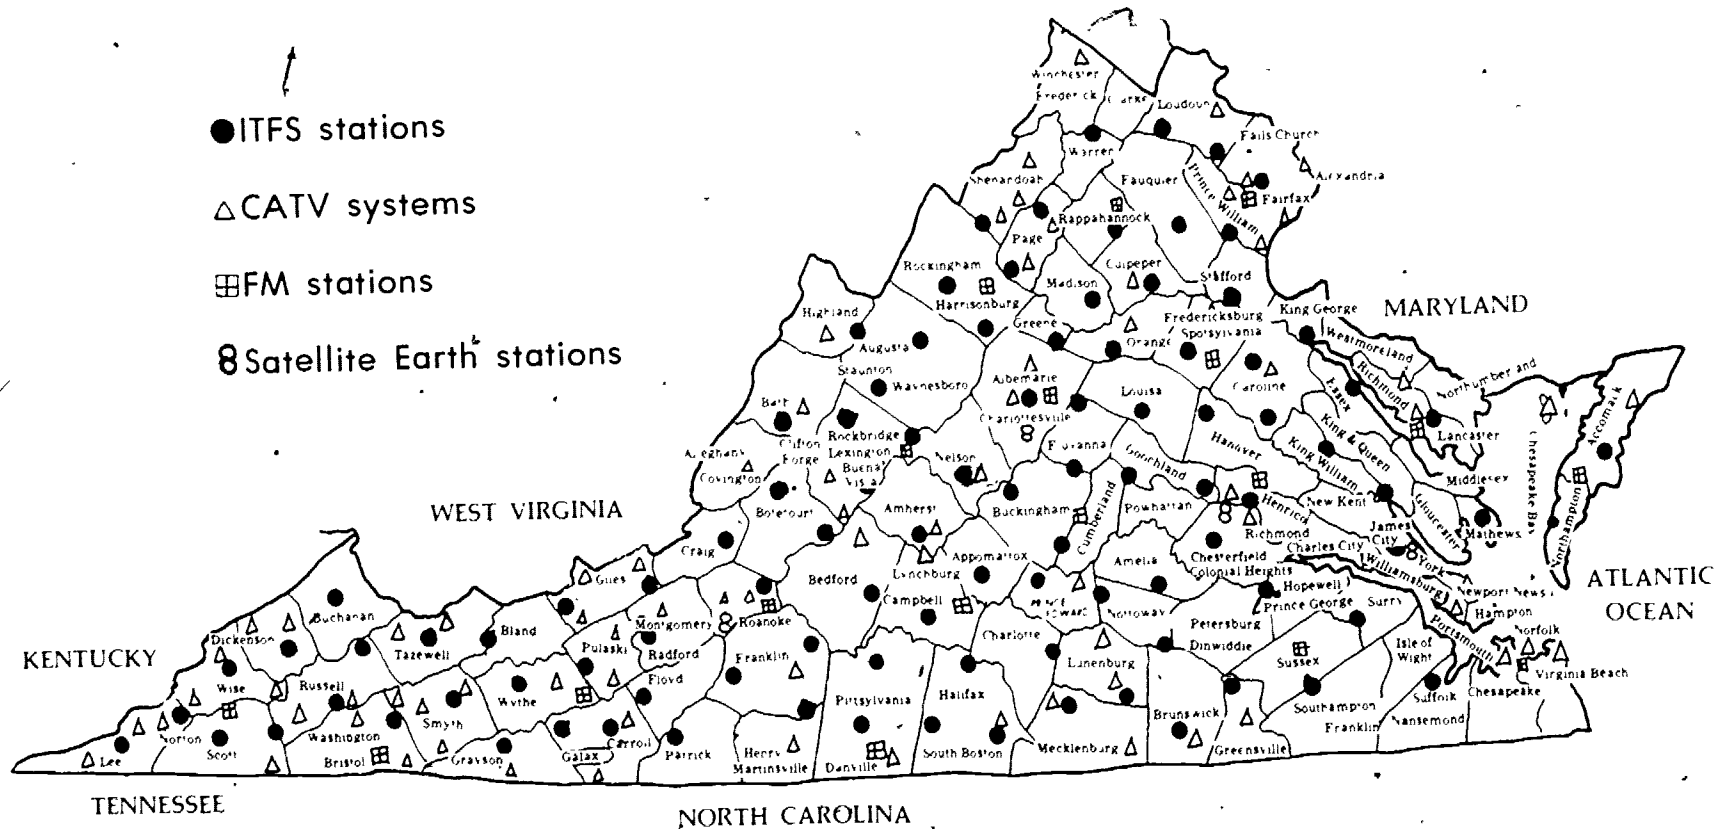 ITFS stations
CATV systems
FM stations
Satellite Earth stations
Winchester
Frederick
Clarke
Loudoun
Falls Church
Warren
Shenandoah
Fauquier
Prince William
Alexandria
Fairfax
Rappahannock
Page
Rockingham
Culpeper
Stafford
Madison
Harrisonburg
MARYLAND
Highland
Greene
Fredericksburg
King George
Spotsylvania
Westmoreland
Augusta
Orange
Richmond
Northumberland
Staunton
Waynesboro
Albemarle
Louisa
Caroline
Essex
Accomack
Bath
Charlottesville
King & Queen
Lancaster
Clifton
Forge
Rockbridge
Lexington
Buena
Vista
Nelson
Fluvanna
Goochland
Hanover
King William
Chesapeake Bay
Alleghany
Covington
Middlesex
WEST VIRGINIA
Botetourt
Amherst
Buckingham
Cumberland
Powhatan
Henrico
New Kent
Gloucester
Mathews
Northampton
Richmond
James
City
York
Craig
Appomattox
Amelia
Chesterfield
Colonial Heights
Charles City
Williamsburg
ATLANTIC
OCEAN
Giles
Bedford
Lynchburg
Campbell
PRINCE
EDWARD
Nottoway
Hopewell
Prince George
Surry
Newport News
Hampton
Buchanan
Dickenson
Bland
Montgomery
Roanoke
Charlotte
Petersburg
Dinwiddie
Portsmouth
Norfolk
KENTUCKY
Tazewell
Pulaski
Radford
Franklin
Lunenburg
Sussex
Isle of
Wight
Virginia Beach
Wise
Russell
Wythe
Floyd
Pittsylvania
Halifax
Southampton
Suffolk
Chesapeake
Norton
Scott
Washington
Smyth
Carroll
Brunswick
Franklin
Nansemond
Lee
Bristol
Grayson
Galax
Patrick
Henry
Martinsville
Danville
South Boston
Mecklenburg
Greensville
TENNESSEE
NORTH CAROLINA